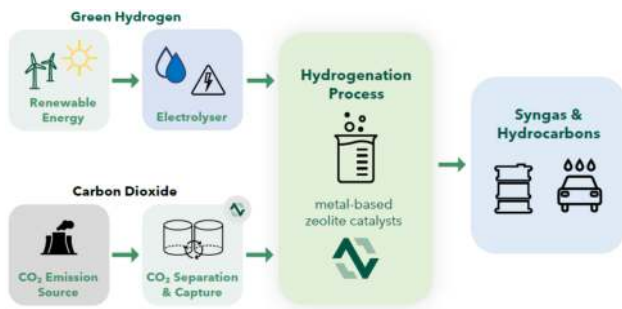 Green Hydrogen
Renewable
Energy
Electrolyser
Carbon Dioxide
CO₂ Emission
Source
CO₂ Separation
& Capture
Hydrogenation
Process
metal-based
zeolite catalysts
Syngas &
Hydrocarbons